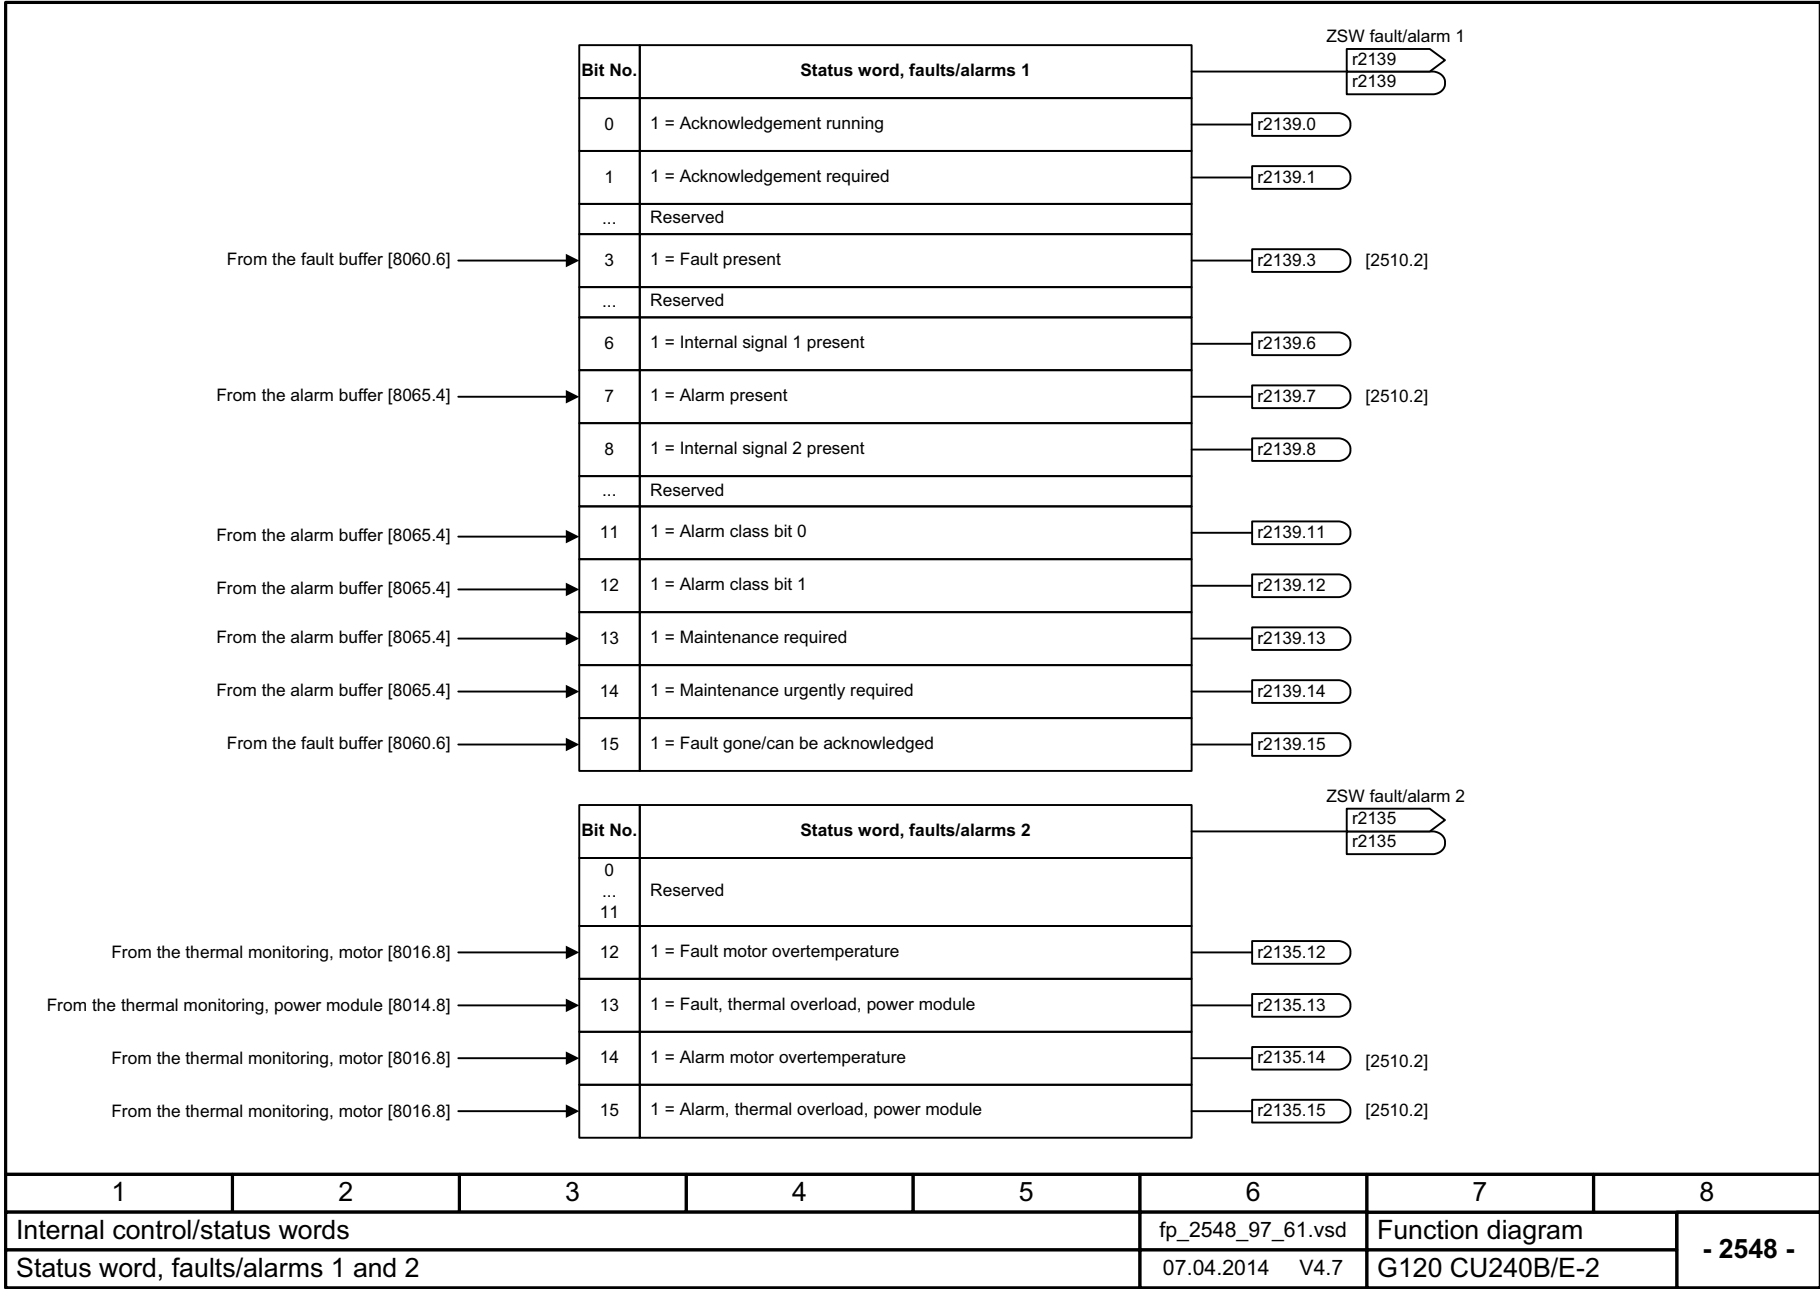 ZSW fault/alarm 1
Bit No. Status word, faults/alarms 1 r2139
r2139
0 1 = Acknowledgement running r2139.0
1 1 = Acknowledgement required r2139.1
... Reserved
From the fault buffer [8060.6] 3 1 = Fault present r2139.3 [2510.2]
... Reserved
6 1 = Internal signal 1 present r2139.6
From the alarm buffer [8065.4] 7 1 = Alarm present r2139.7 [2510.2]
8 1 = Internal signal 2 present r2139.8
... Reserved
From the alarm buffer [8065.4] 11 1 = Alarm class bit 0 r2139.11
From the alarm buffer [8065.4] 12 1 = Alarm class bit 1 r2139.12
From the alarm buffer [8065.4] 13 1 = Maintenance required r2139.13
From the alarm buffer [8065.4] 14 1 = Maintenance urgently required r2139.14
From the fault buffer [8060.6] 15 1 = Fault gone/can be acknowledged r2139.15
ZSW fault/alarm 2
Bit No. Status word, faults/alarms 2 r2135
r2135
0
... Reserved
11
From the thermal monitoring, motor [8016.8] 12 1 = Fault motor overtemperature r2135.12
From the thermal monitoring, power module [8014.8] 13 1 = Fault, thermal overload, power module r2135.13
From the thermal monitoring, motor [8016.8] 14 1 = Alarm motor overtemperature r2135.14 [2510.2]
From the thermal monitoring, motor [8016.8] 15 1 = Alarm, thermal overload, power module r2135.15 [2510.2]
1 2 3 4 5 6 7 8
Internal control/status words fp_2548_97_61.vsd Function diagram - 2548 -
Status word, faults/alarms 1 and 2 07.04.2014 V4.7 G120 CU240B/E-2